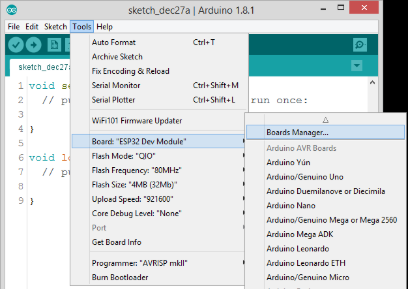 sketch_dec27a | Arduino 1.8.1
File Edit Sketch Tools Help
Auto Format Ctrl+T
Archive Sketch
Fix Encoding & Reload
Serial Monitor Ctrl+Shift+M
Serial Plotter Ctrl+Shift+L
WiFi101 Firmware Updater
Board: "ESP32 Dev Module"
Flash Mode: "QIO"
Flash Frequency: "80MHz"
Flash Size: "4MB (32Mb)"
Upload Speed: "921600"
Core Debug Level: "None"
Port
Get Board Info
Programmer: "AVRISP mkII"
Burn Bootloader
Boards Manager...
Arduino AVR Boards
Arduino Yún
Arduino/Genuino Uno
Arduino Duemilanove or Diecimila
Arduino Nano
Arduino/Genuino Mega or Mega 2560
Arduino Mega ADK
Arduino Leonardo
Arduino Leonardo ETH
Arduino/Genuino Micro
sketch_dec27a
1 void
2 // run once:
3
4 }
5
6 void
7 //
8
9 }